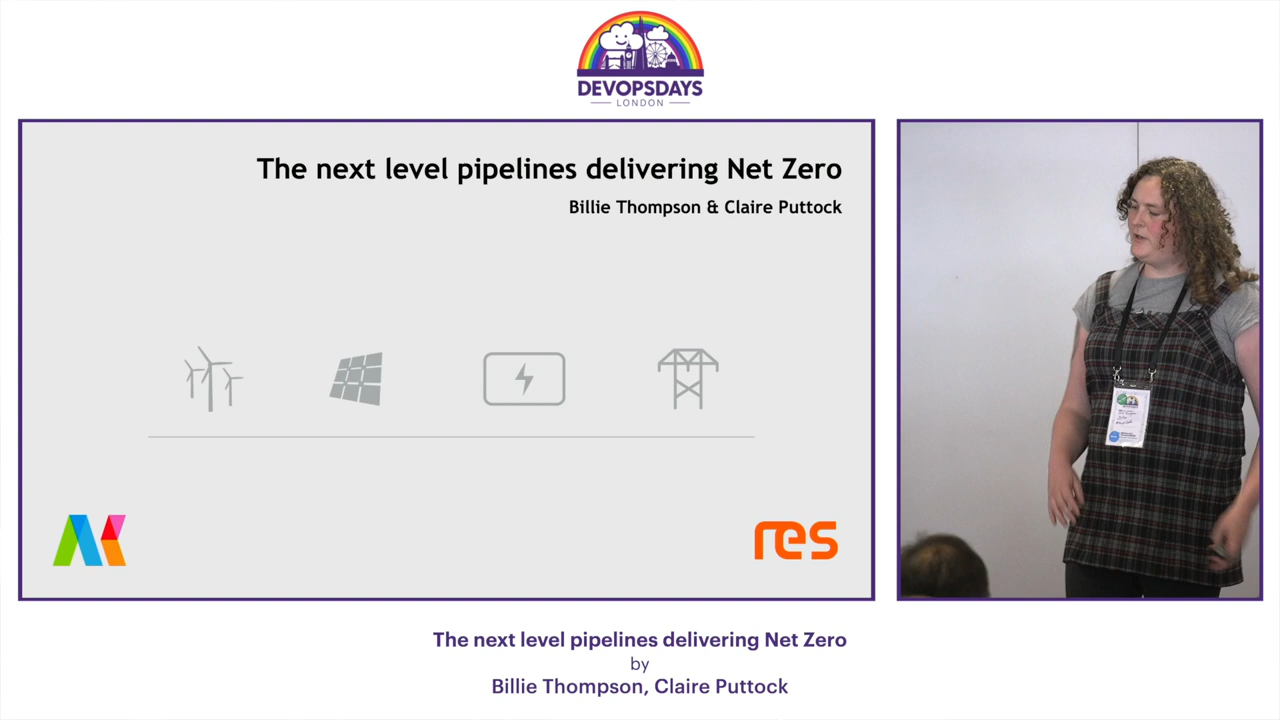 DEVOPSDAYS
LONDON
The next level pipelines delivering Net Zero
Billie Thompson & Claire Puttock
res
The next level pipelines delivering Net Zero
by
Billie Thompson, Claire Puttock